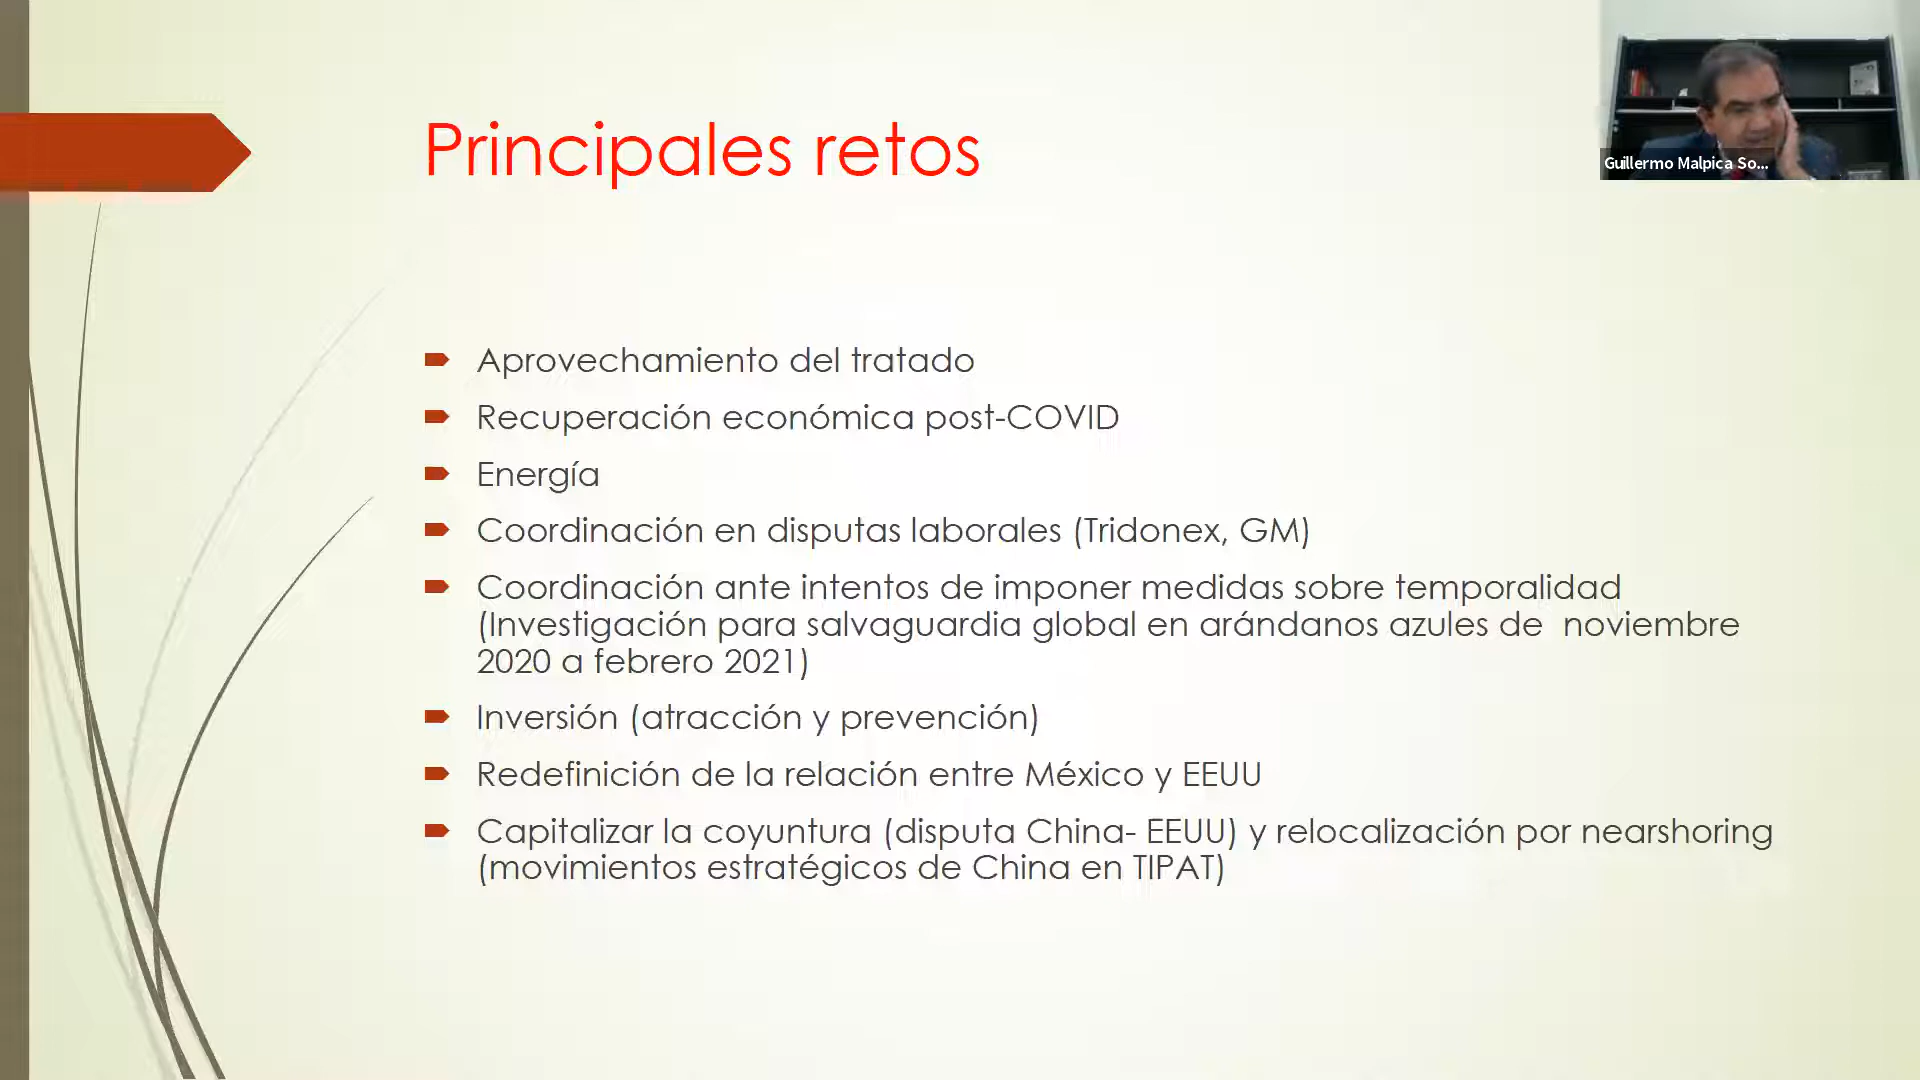 Principales retos
Guillermo Malpica So...
Aprovechamiento del tratado
Recuperación económica post-COVID
Energía
Coordinación en disputas laborales (Tridonex, GM)
Coordinación ante intentos de imponer medidas sobre temporalidad
(Investigación para salvaguardia global en arándanos azules de noviembre
2020 a febrero 2021)
Inversión (atracción y prevención)
Redefinición de la relación entre México y EEUU
Capitalizar la coyuntura (disputa China- EEUU) y relocalización por nearshoring
(movimientos estratégicos de China en TIPAT)